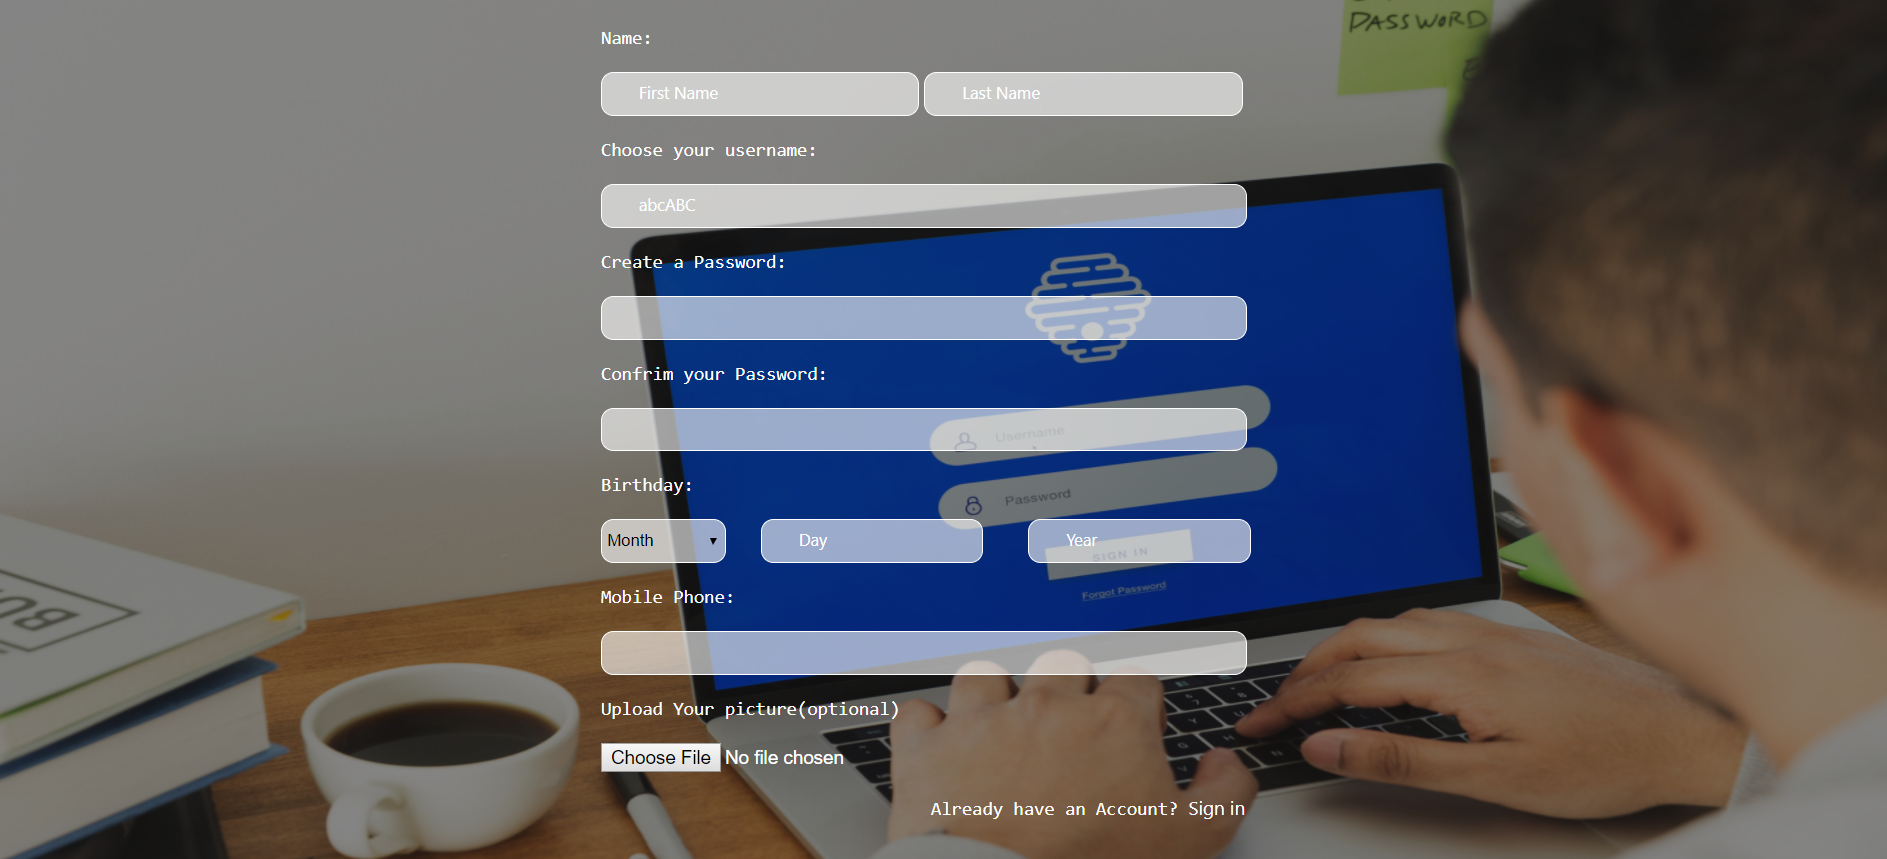 PASSWORD
Name:
First Name Last Name
Choose your username:
abcABC
Create a Password:
Confrim your Password:
Username
Birthday:
Password
Month Day Year
SIGN IN
Forgot Password
Mobile Phone:
Upload Your picture(optional)
Choose File No file chosen
Already have an Account? Sign in